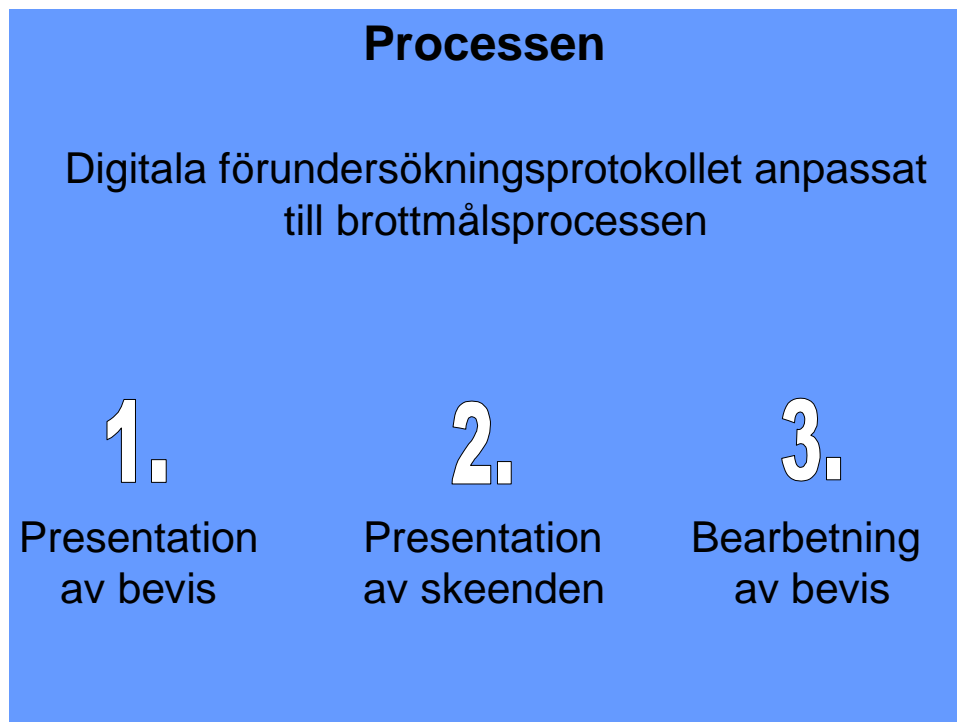 Processen
Digitala förundersökningsprotokollet anpassat
till brottmålsprocessen
1. 2. 3.
Presentation Presentation Bearbetning
av bevis av skeenden av bevis